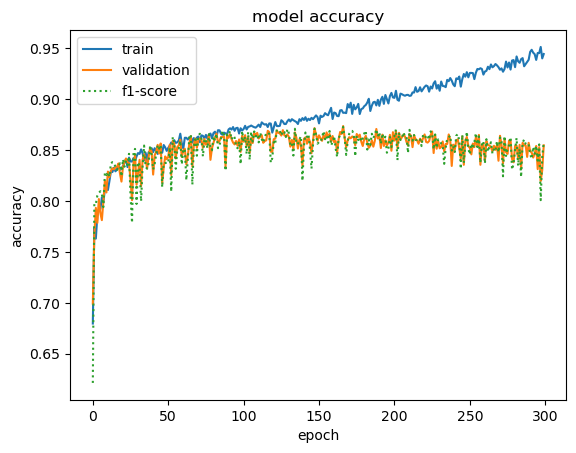 model accuracy
train
validation
f1-score
accuracy
0.95
0.90
0.85
0.80
0.75
0.70
0.65
0 50 100 150 200 250 300
epoch